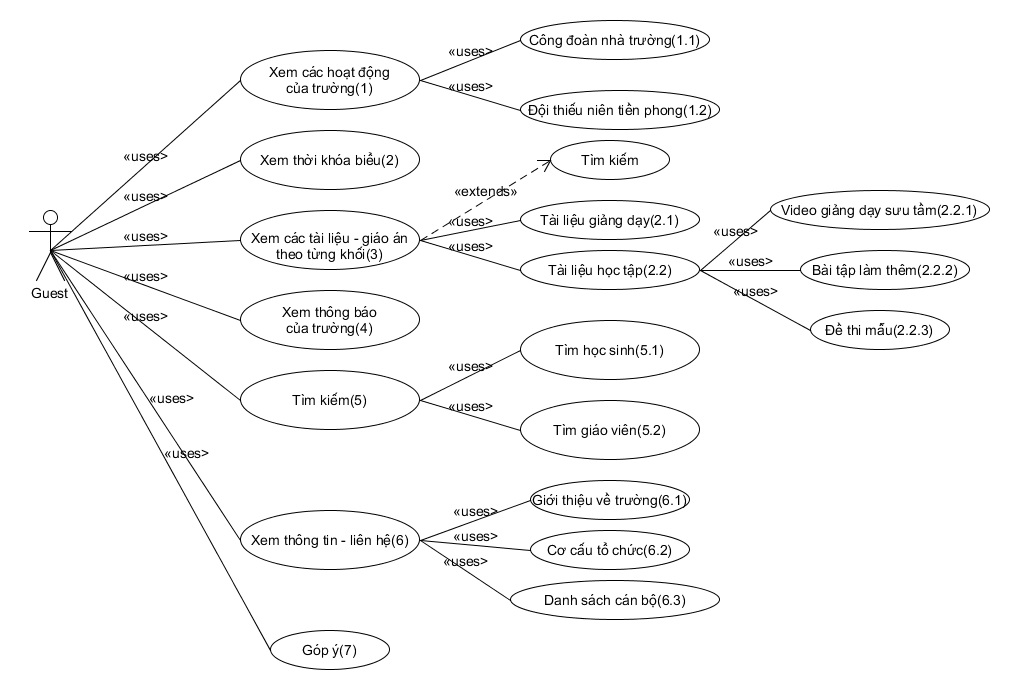 Công đoàn nhà trường(1.1)
«uses»
Xem các hoạt động
của trường(1)
«uses»
Đội thiếu niên tiền phong(1.2)
«uses»
Xem thời khóa biểu(2)
Tìm kiếm
«extends»
«uses»
Xem các tài liệu - giáo án
theo từng khối(3)
«uses»
Tài liệu giảng dạy(2.1)
«uses»
«uses»
Tài liệu học tập(2.2)
Video giảng dạy sưu tầm(2.2.1)
«uses»
«uses»
Bài tập làm thêm(2.2.2)
«uses»
Đề thi mẫu(2.2.3)
Guest
«uses»
Xem thông báo
của trường(4)
«uses»
Tìm học sinh(5.1)
«uses»
Tìm kiếm(5)
«uses»
Tìm giáo viên(5.2)
«uses»
«uses»
Giới thiệu về trường(6.1)
«uses»
Xem thông tin - liên hệ(6)
«uses»
Cơ cấu tổ chức(6.2)
«uses»
Danh sách cán bộ(6.3)
Góp ý(7)